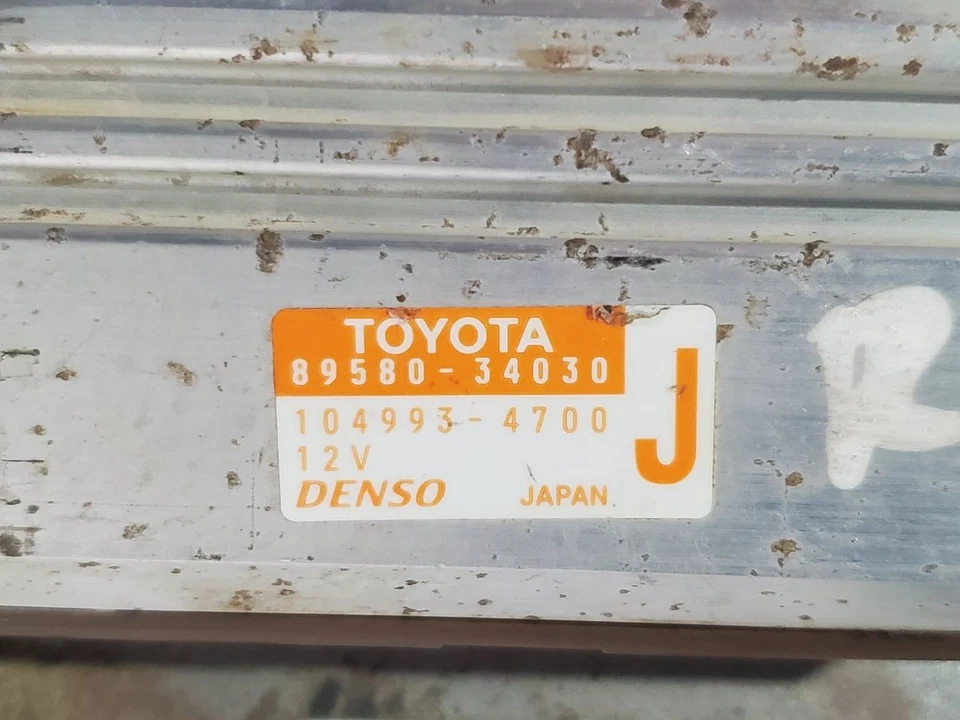 TOYOTA
89580-34030
J
104993-4700
12V
DENSO JAPAN
R